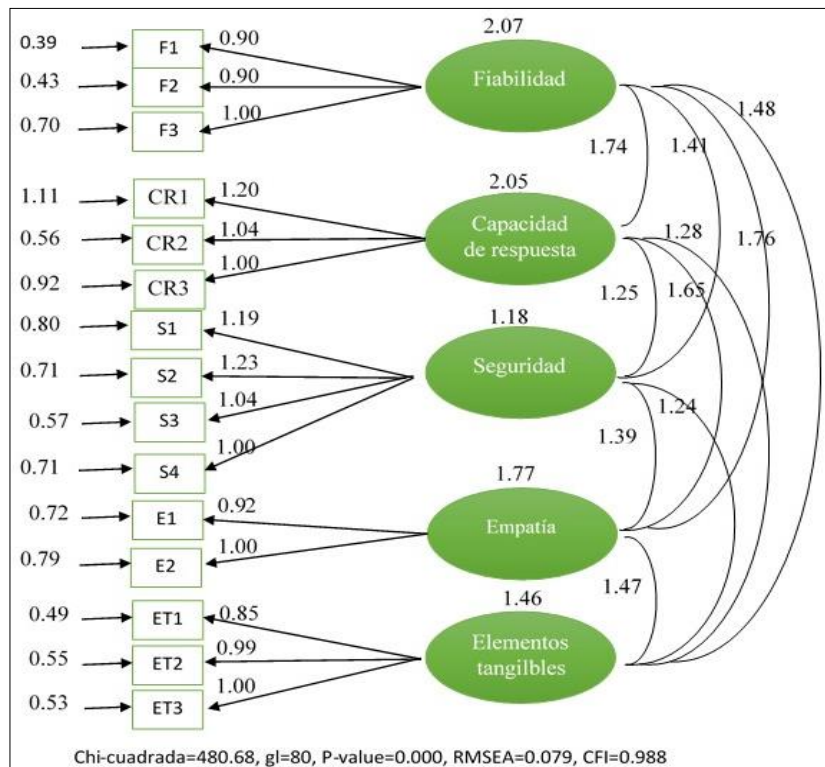 2.07
0.39 F1 0.90
Fiabilidad
0.43 F2 0.90
0.70 F3 1.00
1.48
1.74 1.41
2.05
1.11 CR1 1.20
Capacidad
de respuesta
0.56 CR2 1.04
0.92 CR3 1.00
1.28 1.76
1.25 1.65
1.18
0.80 S1 1.19
Seguridad
0.71 S2 1.23
0.57 S3 1.04
0.71 S4 1.00
1.24
1.39
1.77
0.72 E1 0.92
Empatía
0.79 E2 1.00
1.47
1.46
0.49 ET1 0.85
Elementos
tangilbles
0.55 ET2 0.99
0.53 ET3 1.00
Chi-cuadrada=480.68, gl=80, P-value=0.000, RMSEA=0.079, CFI=0.988